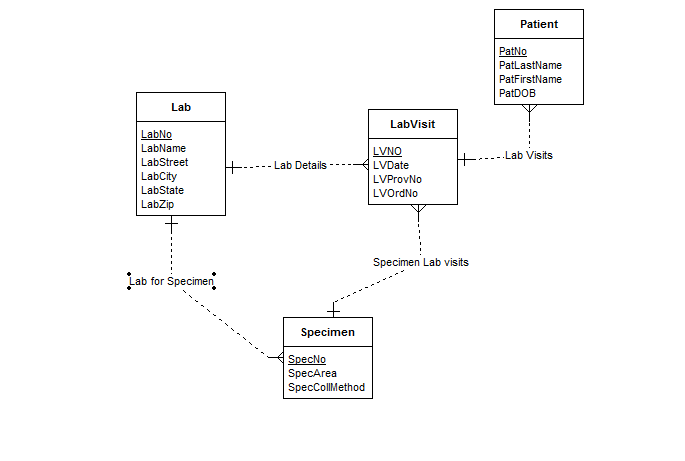 Patient
PatNo
PatLastName
PatFirstName
PatDOB
Lab
LabNo
LabName
LabStreet
LabCity
LabState
LabZip
LabVisit
LVNO
LVDate
LVProvNo
LVOrdNo
Lab Visits
Lab Details
Specimen Lab visits
Lab for Specimen
Specimen
SpecNo
SpecArea
SpecCollMethod